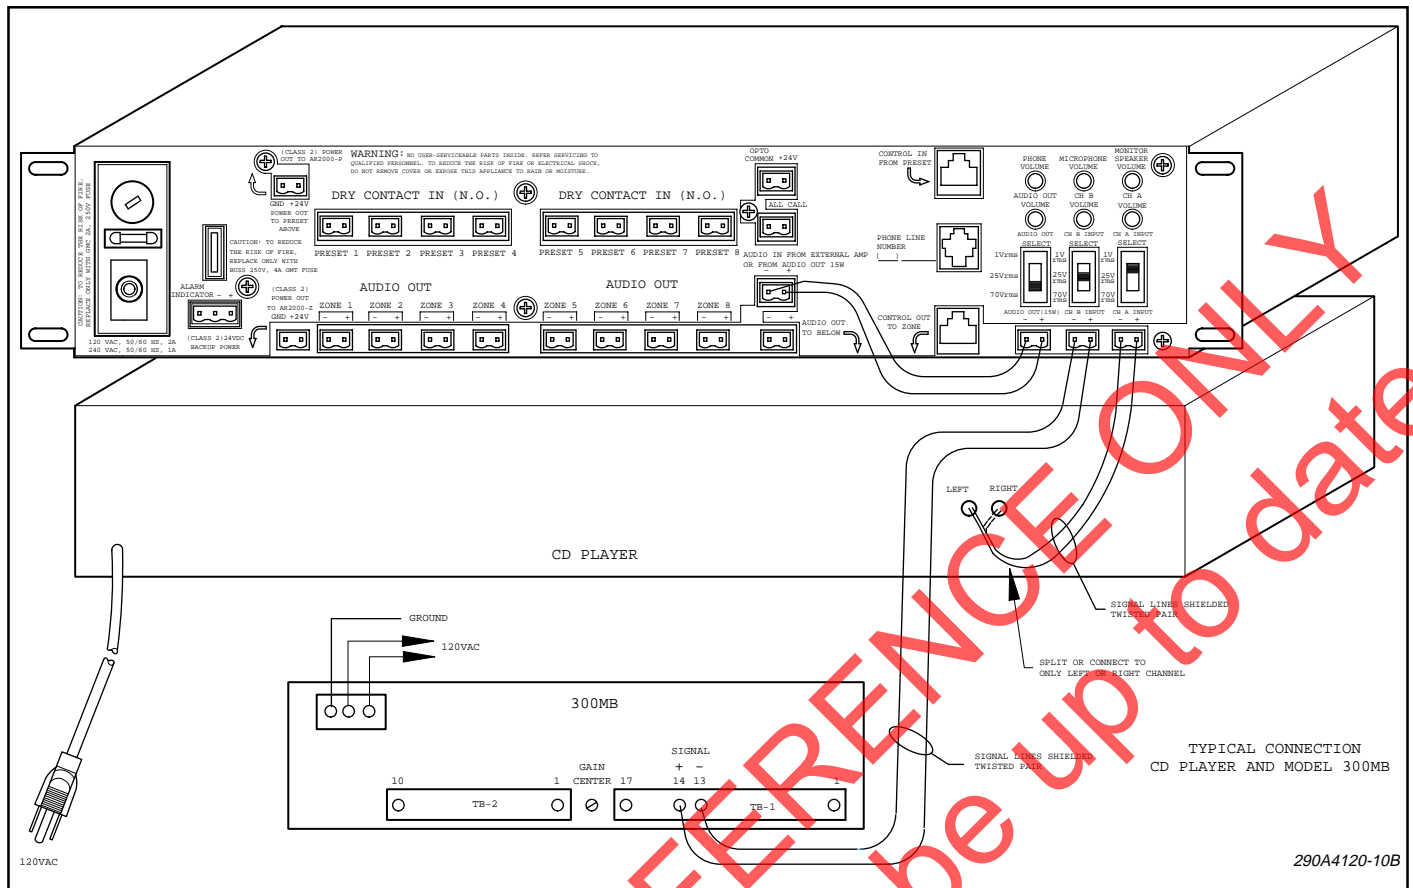 (CLASS 2) POWER
OUT TO AR2000-P
WARNING: NO USER-SERVICEABLE PARTS INSIDE. REFER SERVICING TO
QUALIFIED PERSONNEL. TO REDUCE THE RISK OF FIRE OR ELECTRICAL SHOCK,
DO NOT REMOVE COVER OR EXPOSE THIS APPLIANCE TO RAIN OR MOISTURE.
OPTO
COMMON +24V
CONTROL IN
FROM PRESET
PHONE
VOLUME
MICROPHONE
VOLUME
MONITOR
SPEAKER
VOLUME
CAUTION: TO REDUCE THE RISK OF FIRE,
REPLACE ONLY WITH GMC 2A, 250V FUSE
GND +24V
POWER OUT
TO PRESET
ABOVE
DRY CONTACT IN (N.O.)
DRY CONTACT IN (N.O.)
ALL CALL
AUDIO OUT
VOLUME
CH B
VOLUME
CH A
VOLUME
PRESET 1 PRESET 2 PRESET 3 PRESET 4
PRESET 5 PRESET 6 PRESET 7 PRESET 8
AUDIO OUT
CH B INPUT
CH A INPUT
CAUTION: TO REDUCE
THE RISK OF FIRE,
REPLACE ONLY WITH
BUSS 250V, 4A GMT FUSE
PHONE LINE
NUMBER
(     )
AUDIO IN FROM EXTERNAL AMP
OR FROM AUDIO OUT 15W
- +
SELECT
SELECT
SELECT
1Vrms
25Vrms
70Vrms
1V
rms
25V
rms
70V
rms
1V
rms
25V
rms
70V
rms
ALARM
INDICATOR - +
(CLASS 2)
POWER OUT
TO AR2000-Z
GND +24V
AUDIO OUT
AUDIO OUT
ZONE 1 ZONE 2 ZONE 3 ZONE 4
ZONE 5 ZONE 6 ZONE 7 ZONE 8
- + - + - + - +
- + - + - + - +
- +
AUDIO OUT
TO BELOW
CONTROL OUT
TO ZONE
AUDIO OUT(15W)
- +
CH B INPUT
- +
CH A INPUT
- +
(CLASS 2)24VDC
BACKUP POWER
120 VAC, 50/60 HZ, 2A
240 VAC, 50/60 HZ, 1A
LEFT
RIGHT
CD PLAYER
SIGNAL LINES SHIELDED
TWISTED PAIR
GROUND
120VAC
SPLIT OR CONNECT TO
ONLY LEFT OR RIGHT CHANNEL
300MB
SIGNAL
+ -
GAIN
CENTER
10
1
17
14 13
1
TB-2
TB-1
SIGNAL LINES SHIELDED
TWISTED PAIR
TYPICAL CONNECTION
CD PLAYER AND MODEL 300MB
120VAC
290A4120-10B
FERENCE ONLY
be up to date